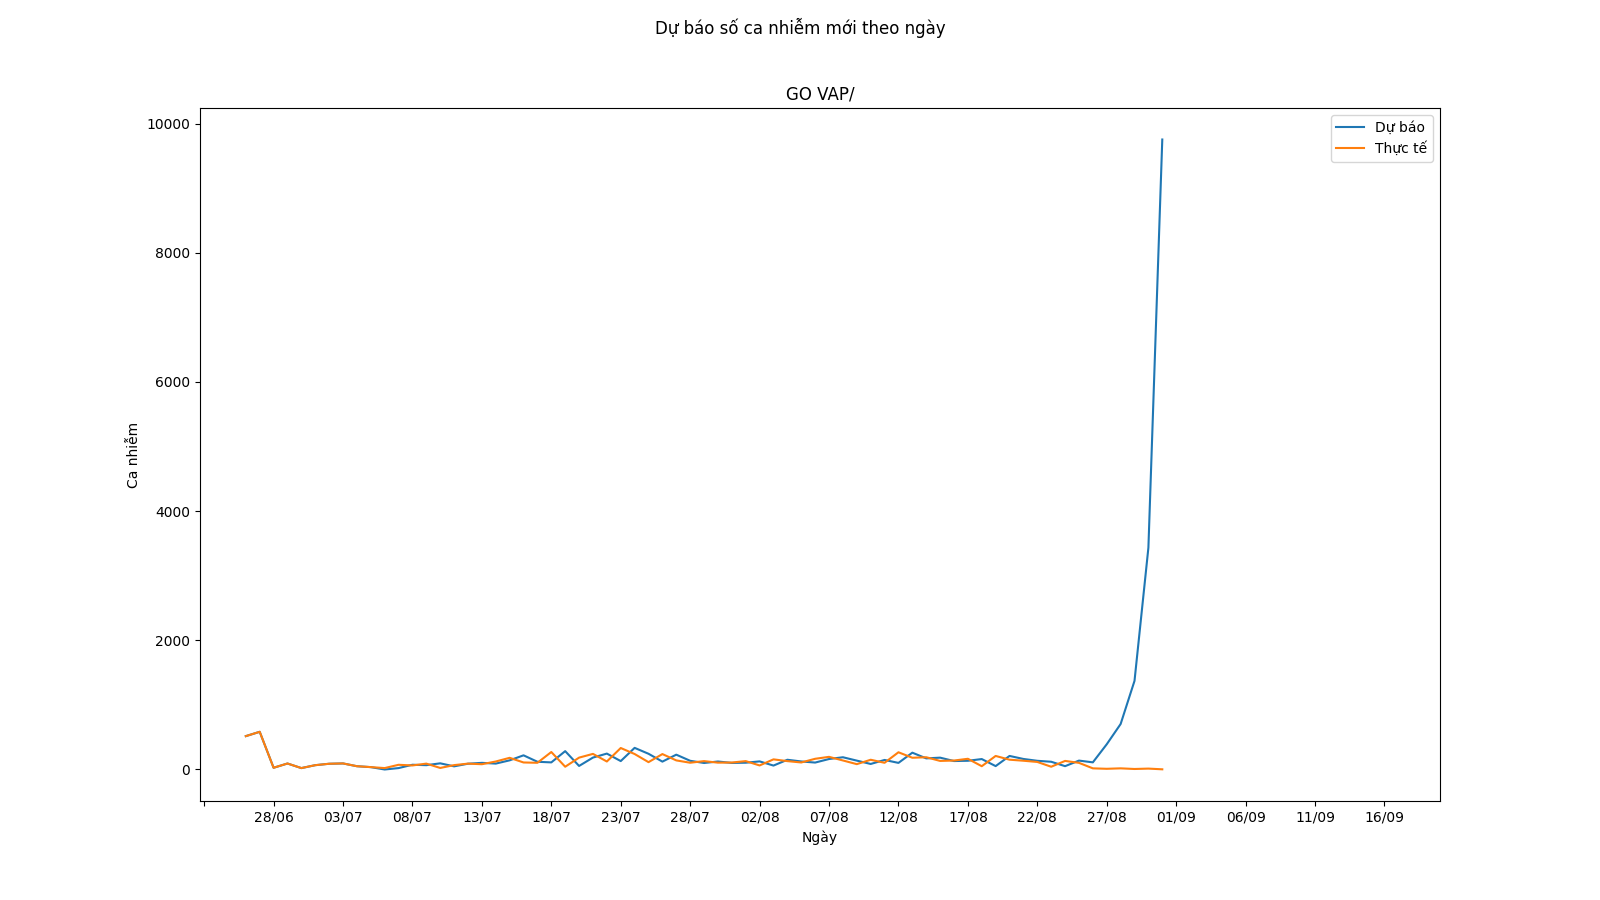 Dự báo số ca nhiễm mới theo ngày
GO VAP/
10000
8000
6000
4000
2000
0
Ca nhiễm
Dự báo
Thực tế
28/06 03/07 08/07 13/07 18/07 23/07 28/07 02/08 07/08 12/08 17/08 22/08 27/08 01/09 06/09 11/09 16/09
Ngày